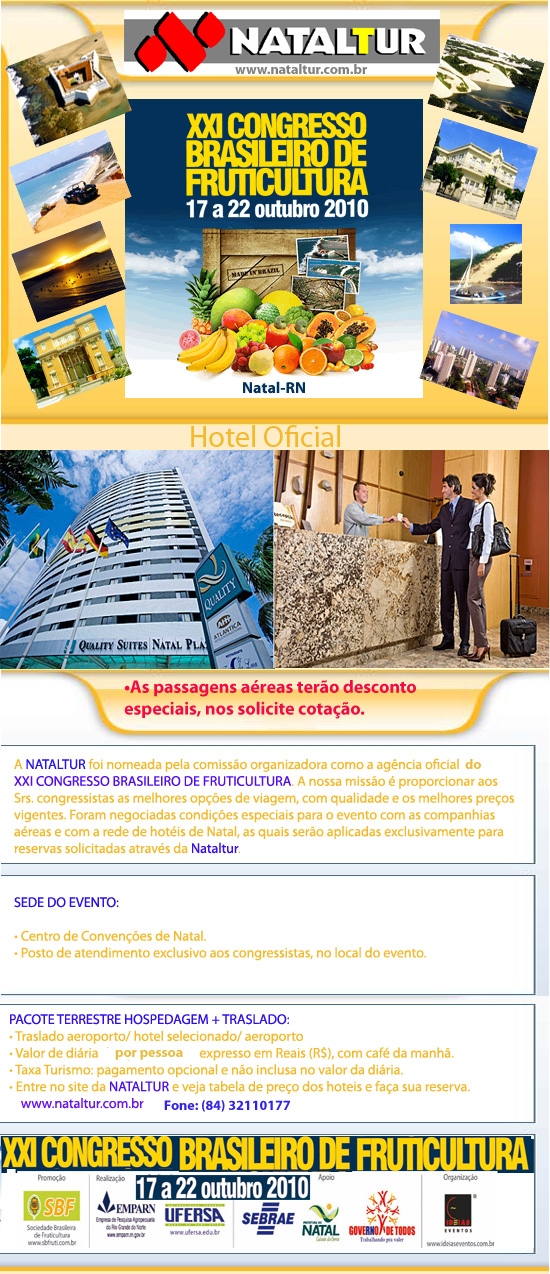 NATALTUR
www.nataltur.com.br
XXI CONGRESSO
BRASILEIRO DE
FRUTICULTURA
17 a 22 outubro 2010
MADE IN BRAZIL
Natal-RN
Hotel Oficial
QUALITY
ATLANTICA
QUALITY SUITES NATAL PLA
•As passagens aéreas terão desconto
especiais, nos solicite cotação.
A NATALTUR foi nomeada pela comissão organizadora como a agência oficial do
XXI CONGRESSO BRASILEIRO DE FRUTICULTURA. A nossa missão é proporcionar aos
Srs. congressistas as melhores opções de viagem, com qualidade e os melhores preços
vigentes. Foram negociadas condições especiais para o evento com as companhias
aéreas e com a rede de hotéis de Natal, as quais serão aplicadas exclusivamente para
reservas solicitadas através da Nataltur.
SEDE DO EVENTO:
• Centro de Convenções de Natal.
• Posto de atendimento exclusivo aos congressistas, no local do evento.
PACOTE TERRESTRE HOSPEDAGEM + TRASLADO:
• Traslado aeroporto/ hotel selecionado/ aeroporto
• Valor de diária por pessoa expresso em Reais (R$), com café da manhã.
• Taxa Turismo: pagamento opcional e não inclusa no valor da diária.
• Entre no site da NATALTUR e veja tabela de preço dos hoteis e faça sua reserva.
www.nataltur.com.br Fone: (84) 32110177
XXI CONGRESSO BRASILEIRO DE FRUTICULTURA
17 a 22 outubro 2010
Promoção
SBF
Sociedade Brasileira
de Fruticultura
www.sbfruti.com.br
Realização
EMPARN
Empresa de Pesquisa Agropecuária
do Rio Grande do Norte
www.emparn.rn.gov.br
UFERSA
www.ufersa.edu.br
Apoio
SEBRAE
PREFEITURA DO
NATAL
GOVERNO DE TODOS
Trabalhando pra valer
Organização
IDEIAS
EVENTOS
www.ideiaseventos.com.br